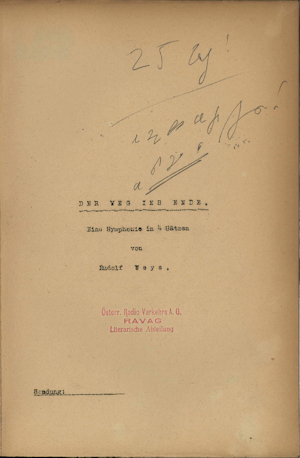 25
DER WEG INS ENDE.
Eine Symphonie in 4 Sätzen
von
Rudolf Weys.
Österr. Radio Verkehrs A. G.
RAVAG
Literarische Abteilung
Sendung: